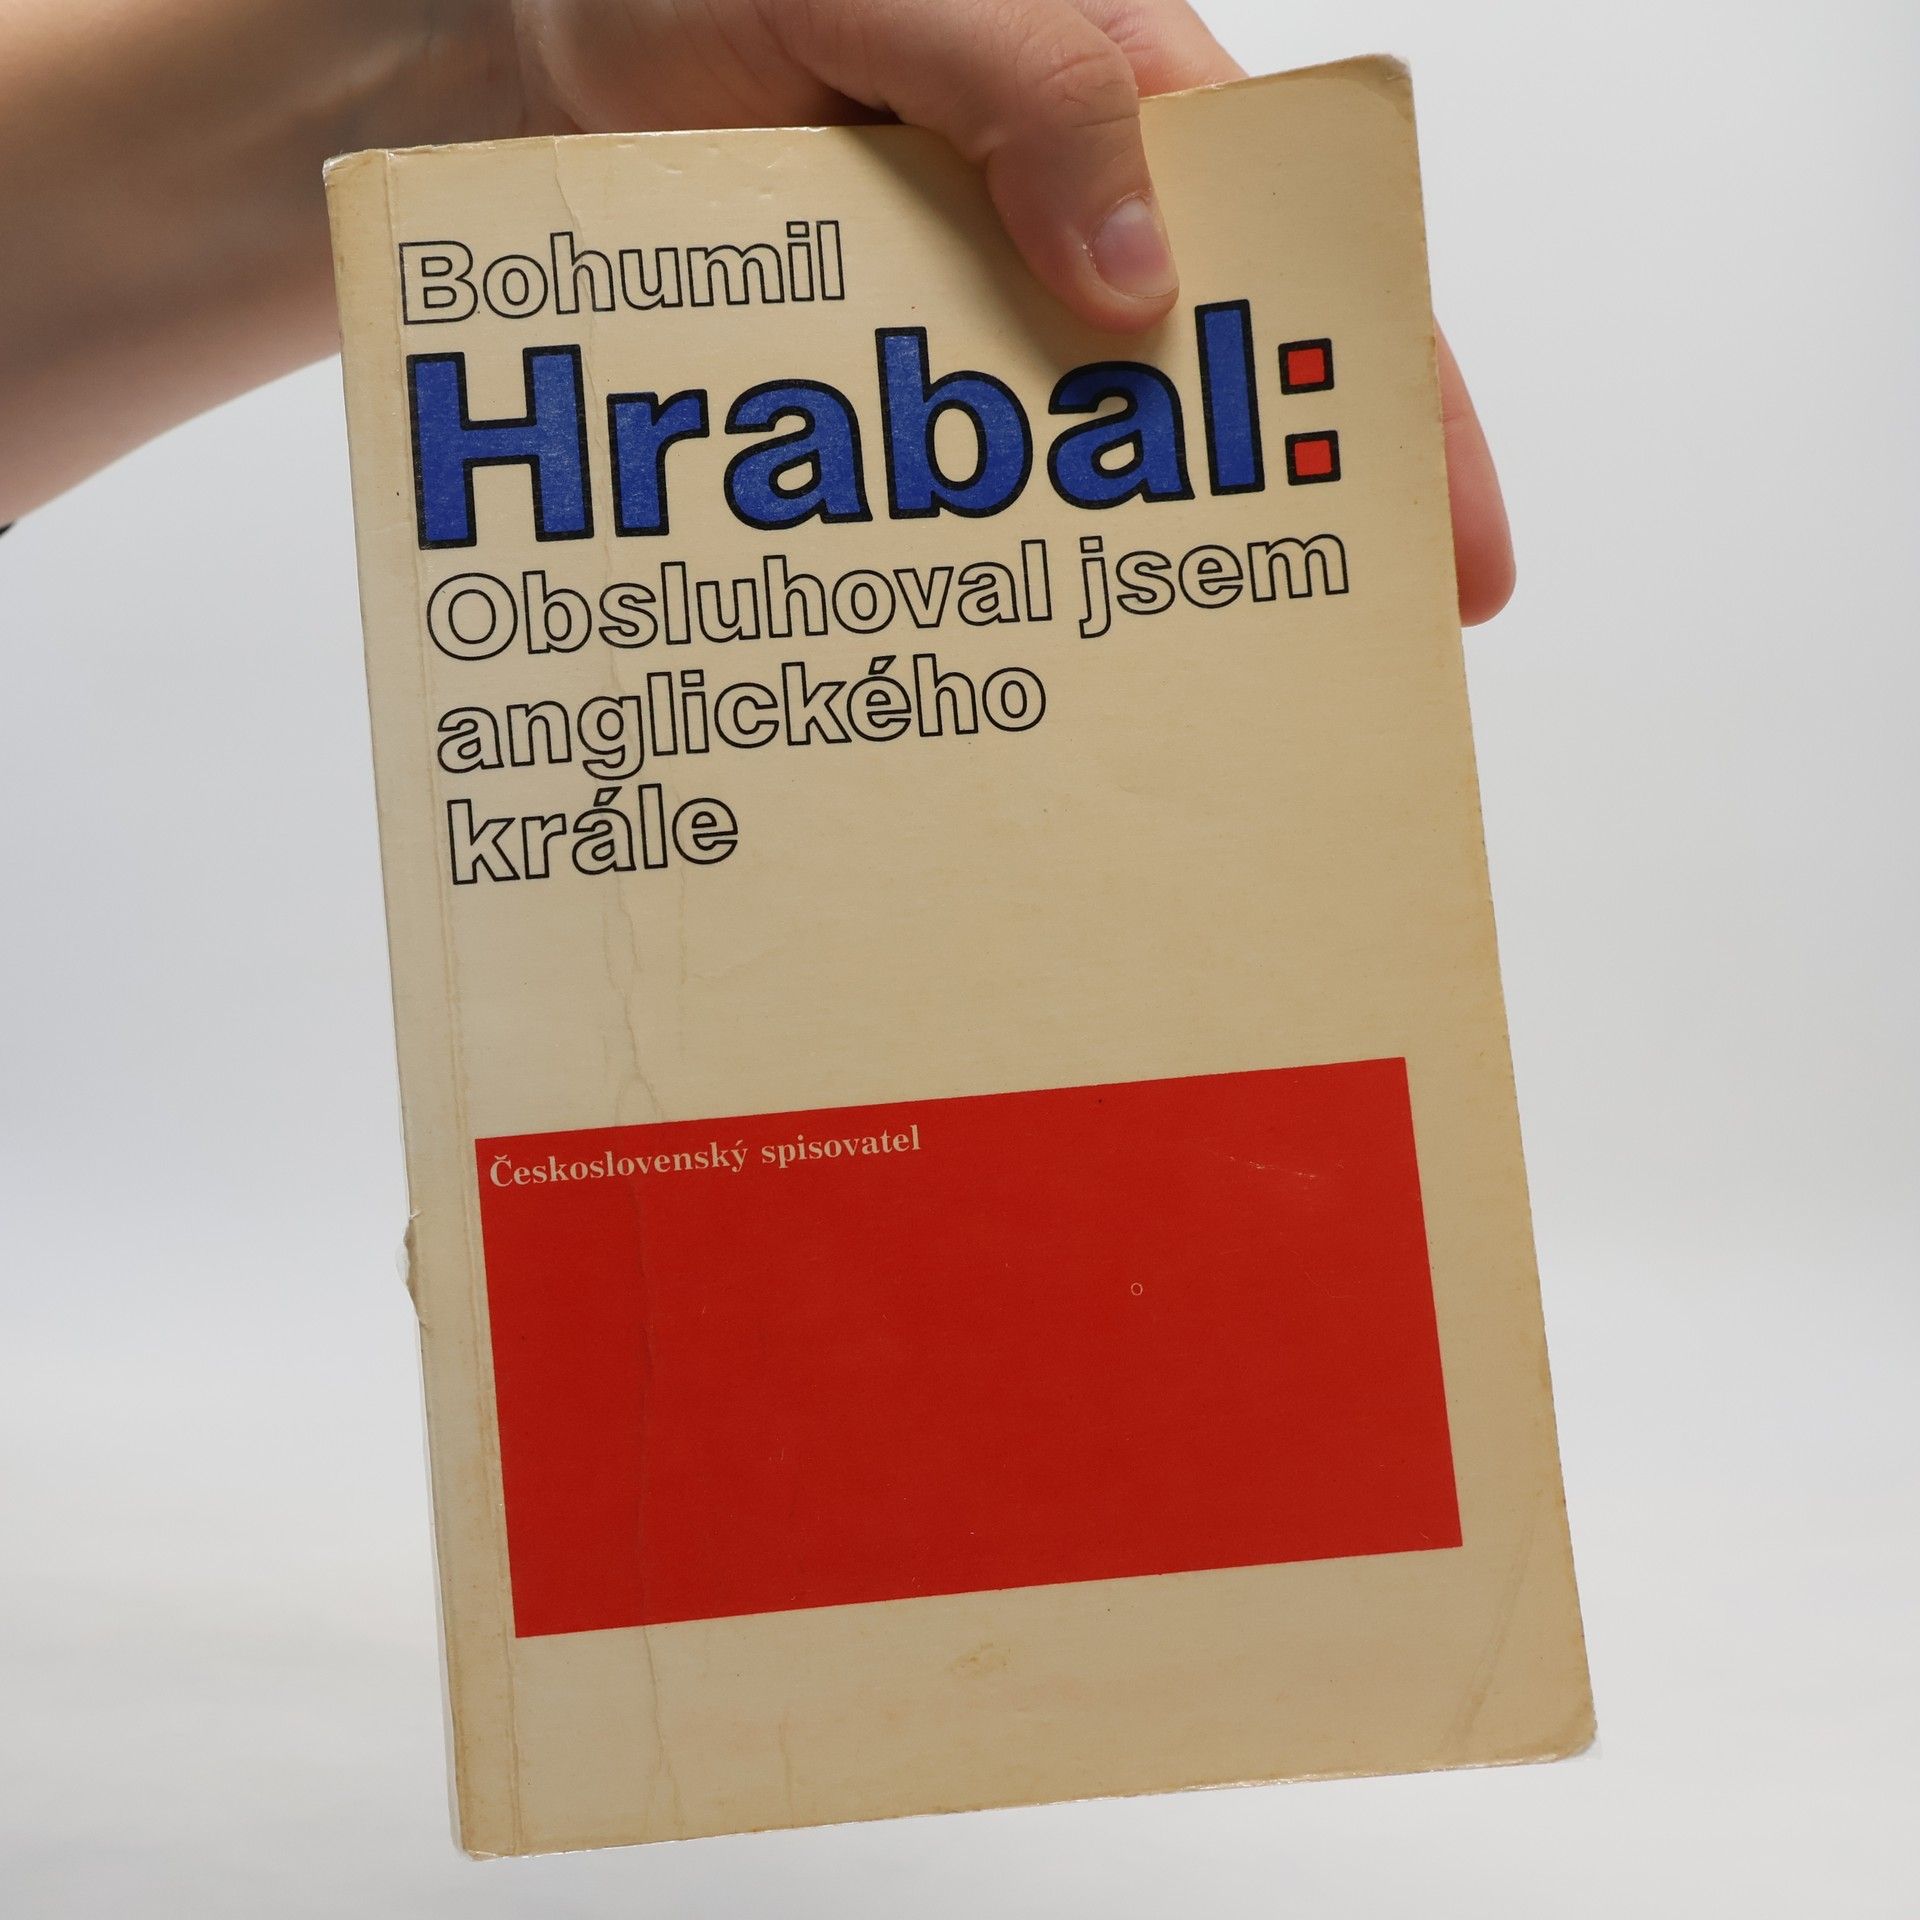 Bohumil
Hrabal:
Obsluhoval jsem
anglického
krále
Československý spisovatel